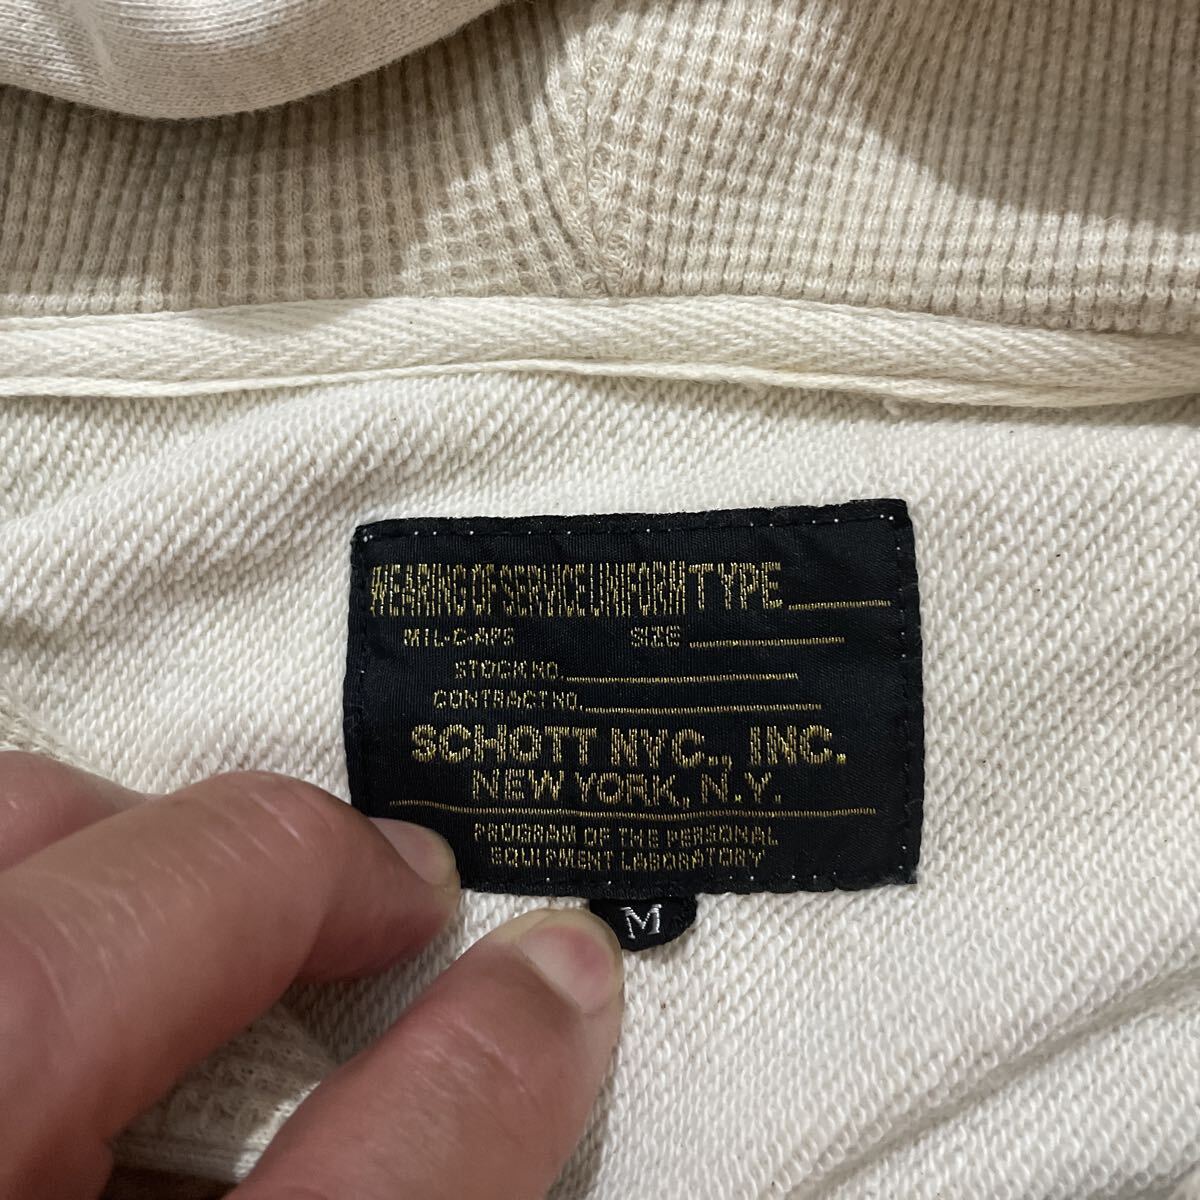 WEARING OF SERVICE UNIFORM TYPE
MIL-C-APS SIZE
STOCK NO.
CONTRACT NO.
SCHOTT NYC., INC.
NEW YORK, N.Y.
PROGRAM OF THE PERSONAL
EQUIPMENT LABORATORY
M